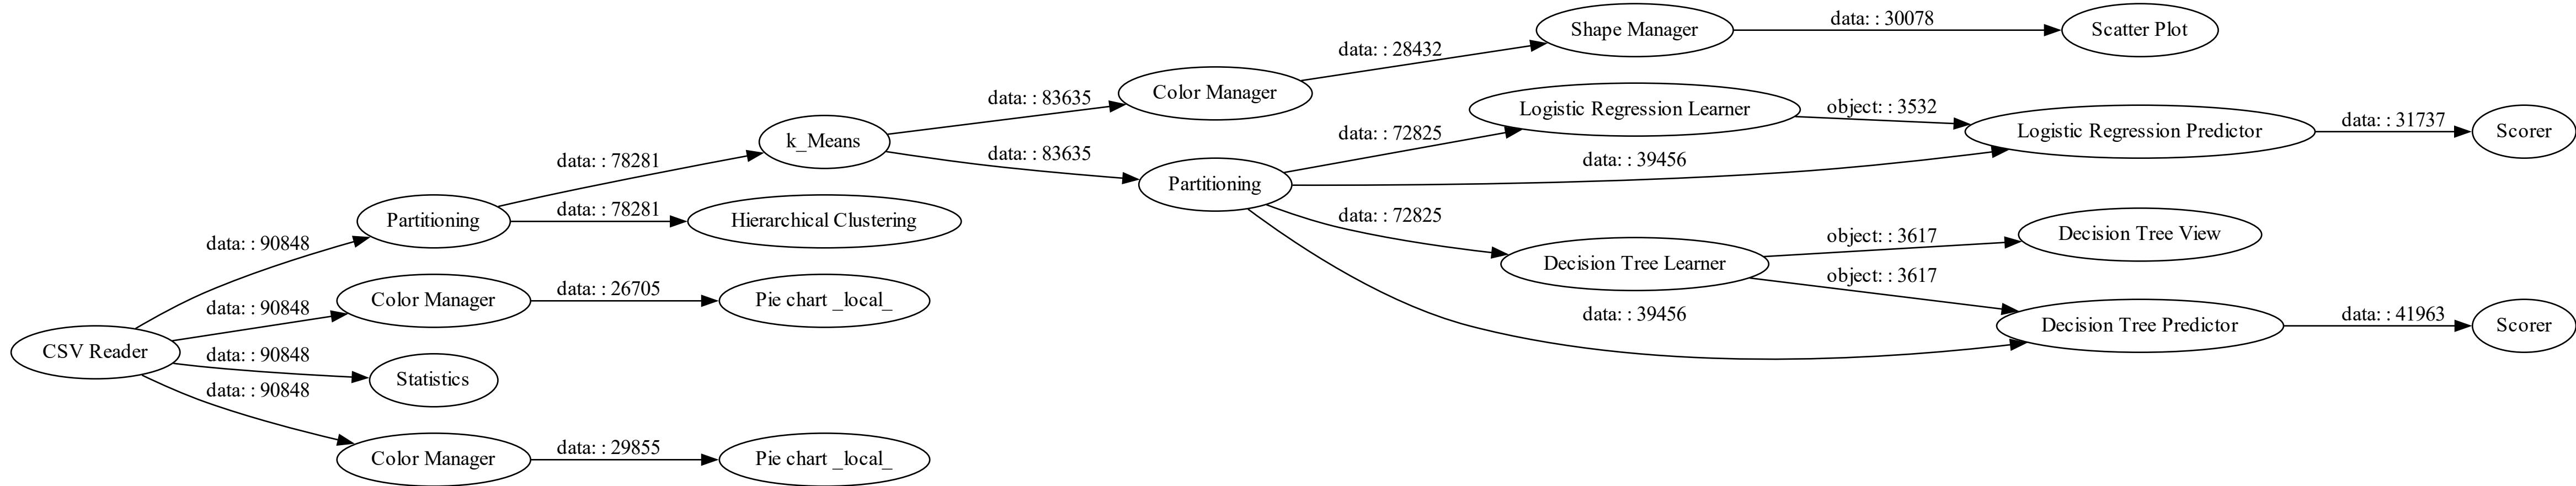 Shape Manager
data: : 30078
Scatter Plot
data: : 28432
Color Manager
data: : 83635
Logistic Regression Learner
object: : 3532
Logistic Regression Predictor
data: : 31737
Scorer
data: : 72825
data: : 39456
k_Means
data: : 78281
data: : 83635
Partitioning
Partitioning
data: : 78281
Hierarchical Clustering
data: : 90848
data: : 72825
Decision Tree Learner
object: : 3617
Decision Tree View
object: : 3617
data: : 39456
Decision Tree Predictor
data: : 41963
Scorer
data: : 90848
Color Manager
data: : 26705
Pie chart _local_
CSV Reader
data: : 90848
Statistics
data: : 90848
Color Manager
data: : 29855
Pie chart _local_